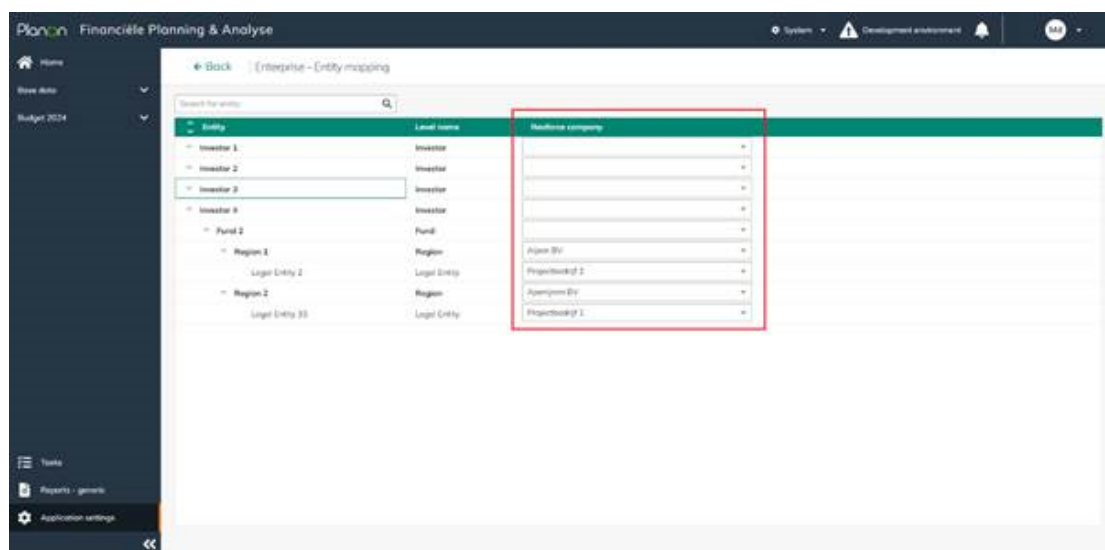 Planon Financiële Planning & Analyse
System
Development environment
Home
Back
Enterprise - Entity mapping
Base data
Budget 2024
Search for entity
Entity
Level name
Reaforce company
Investor 1
Investor
Investor 2
Investor
Investor 3
Investor
Investor 4
Investor
Fund 2
Fund
Region 1
Region
Legal Entity 2
Legal Entity
Projectbedrijf 2
Region 2
Region
Legal Entity 33
Legal Entity
Projectbedrijf 1
Tasks
Reports - generic
Application settings